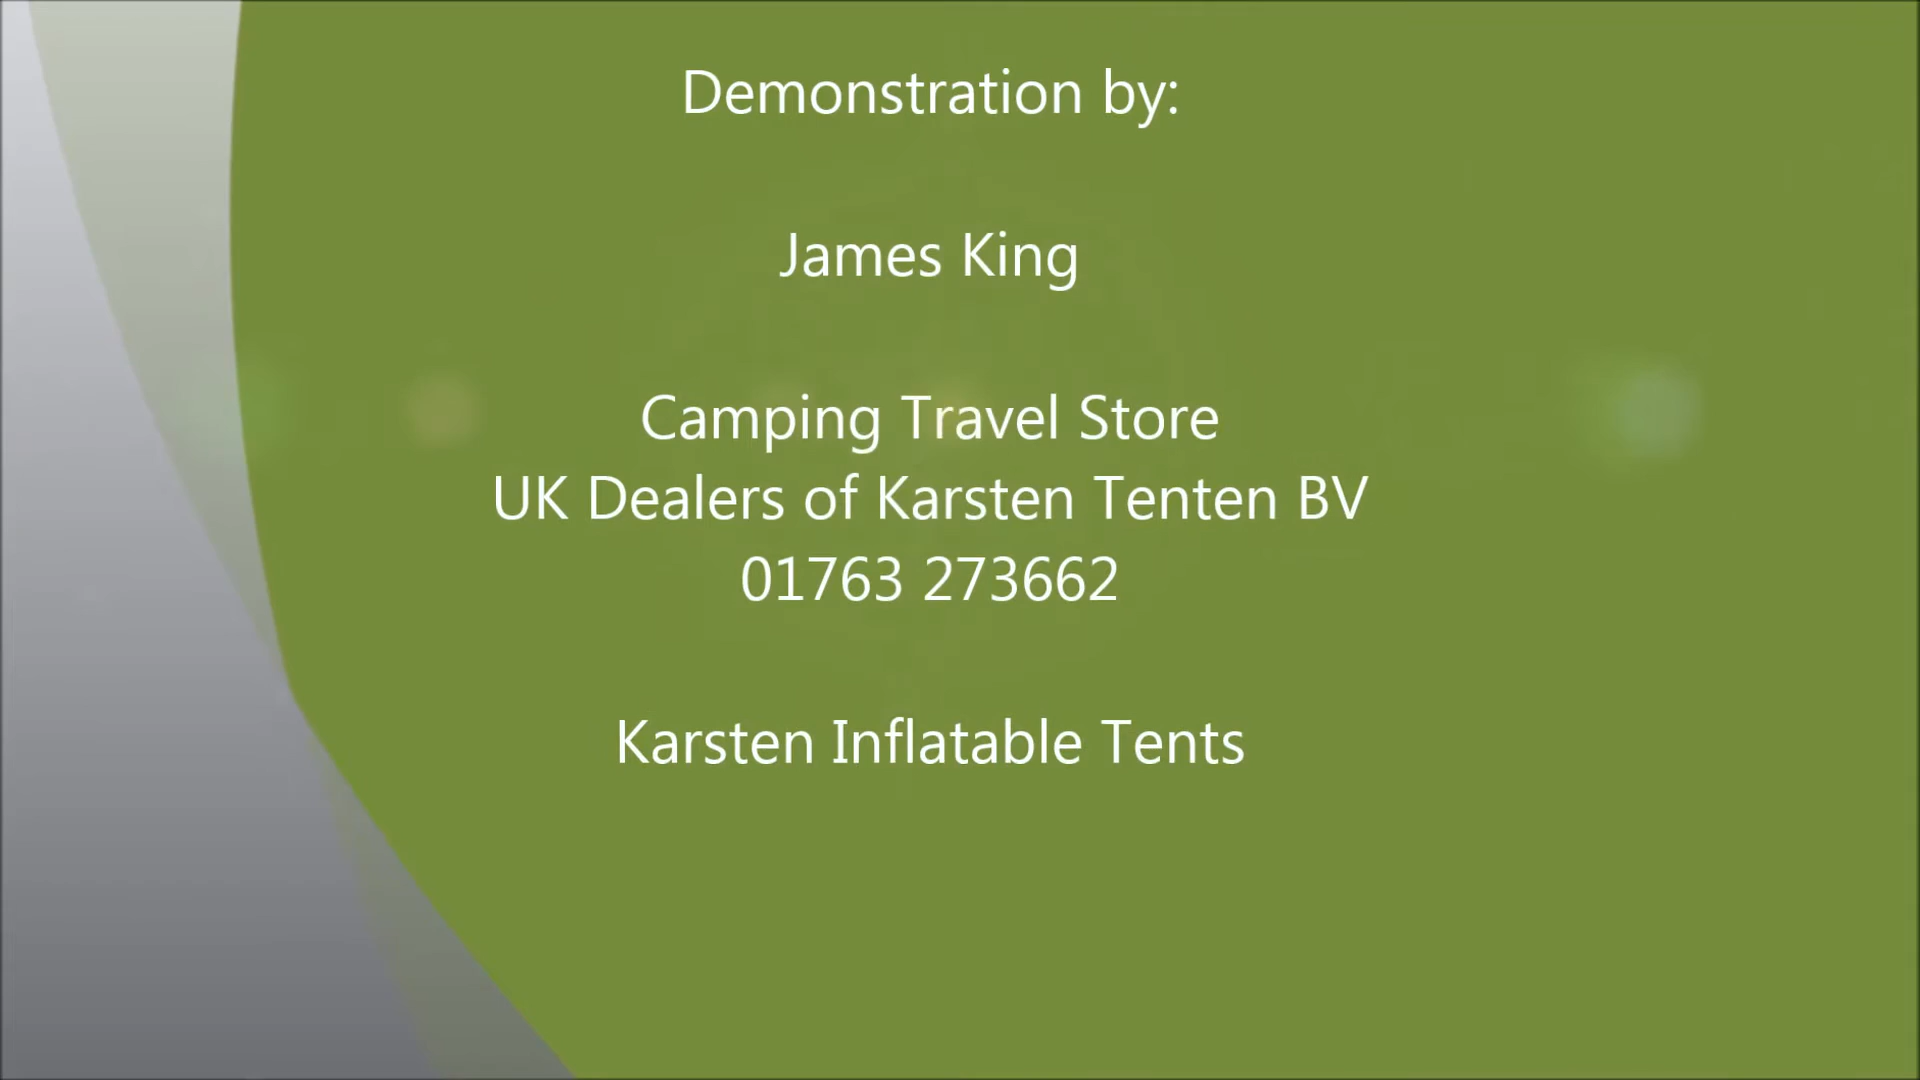 Demonstration by:
James King
Camping Travel Store
UK Dealers of Karsten Tenten BV
01763 273662
Karsten Inflatable Tents